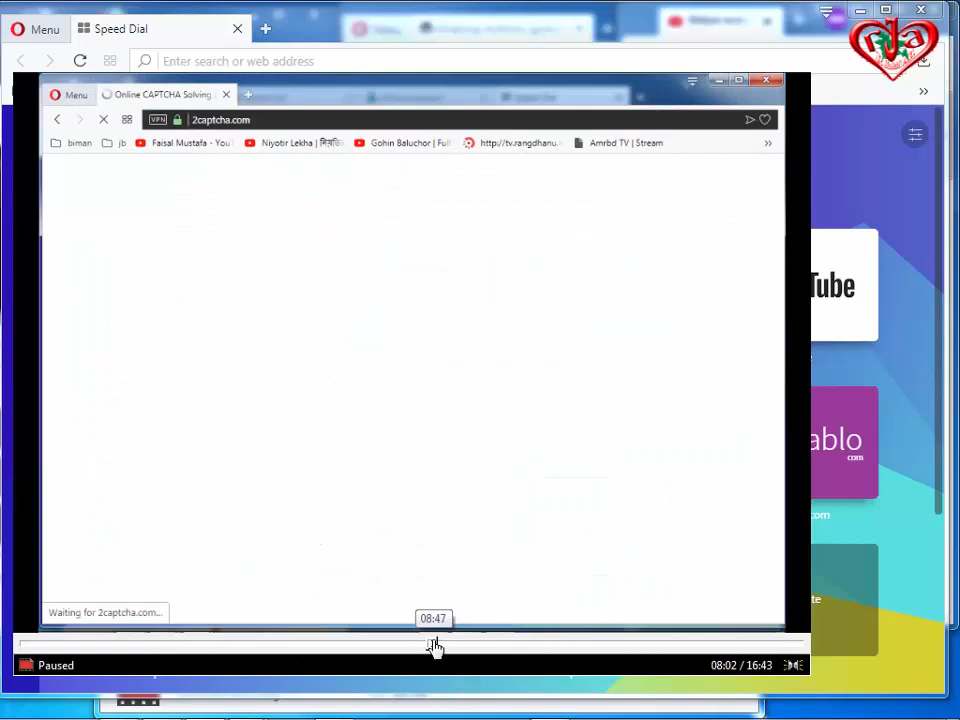 Menu
Speed Dial
Enter search or web address
Menu
Online CAPTCHA Solving
VPN
2captcha.com
biman
jb
Faisal Mustafa - You
Niyotir Lekha |
Gohin Baluchor | Full
http://tv.rangdhanu.
Amrbd TV | Stream
Tube
ablo
com
com
te
Waiting for 2captcha.com...
08:47
Paused
08:02 / 16:43
rja